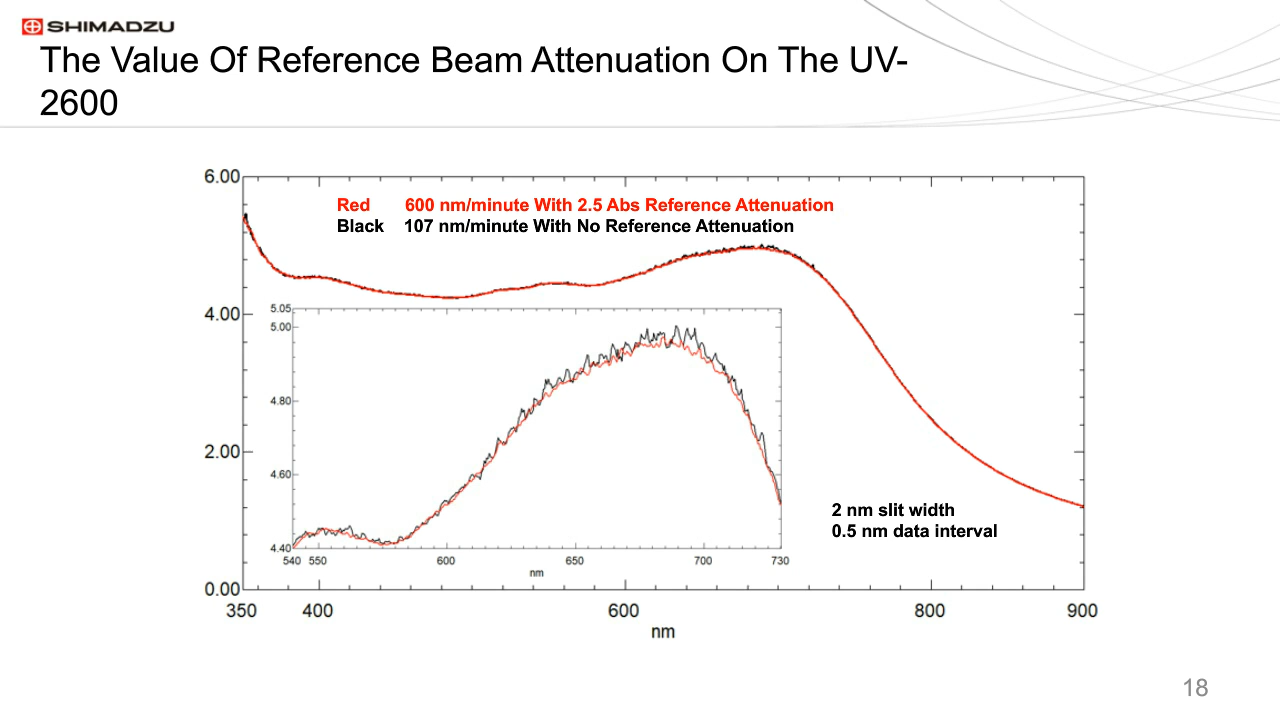 SHIMADZU
The Value Of Reference Beam Attenuation On The UV-
2600
6.00
Red 600 nm/minute With 2.5 Abs Reference Attenuation
Black 107 nm/minute With No Reference Attenuation
4.00
5.05
5.00
4.80
4.60
4.40
540 550 600 650 700 730
nm
2.00
2 nm slit width
0.5 nm data interval
0.00
350 400 600 800 900
nm
18